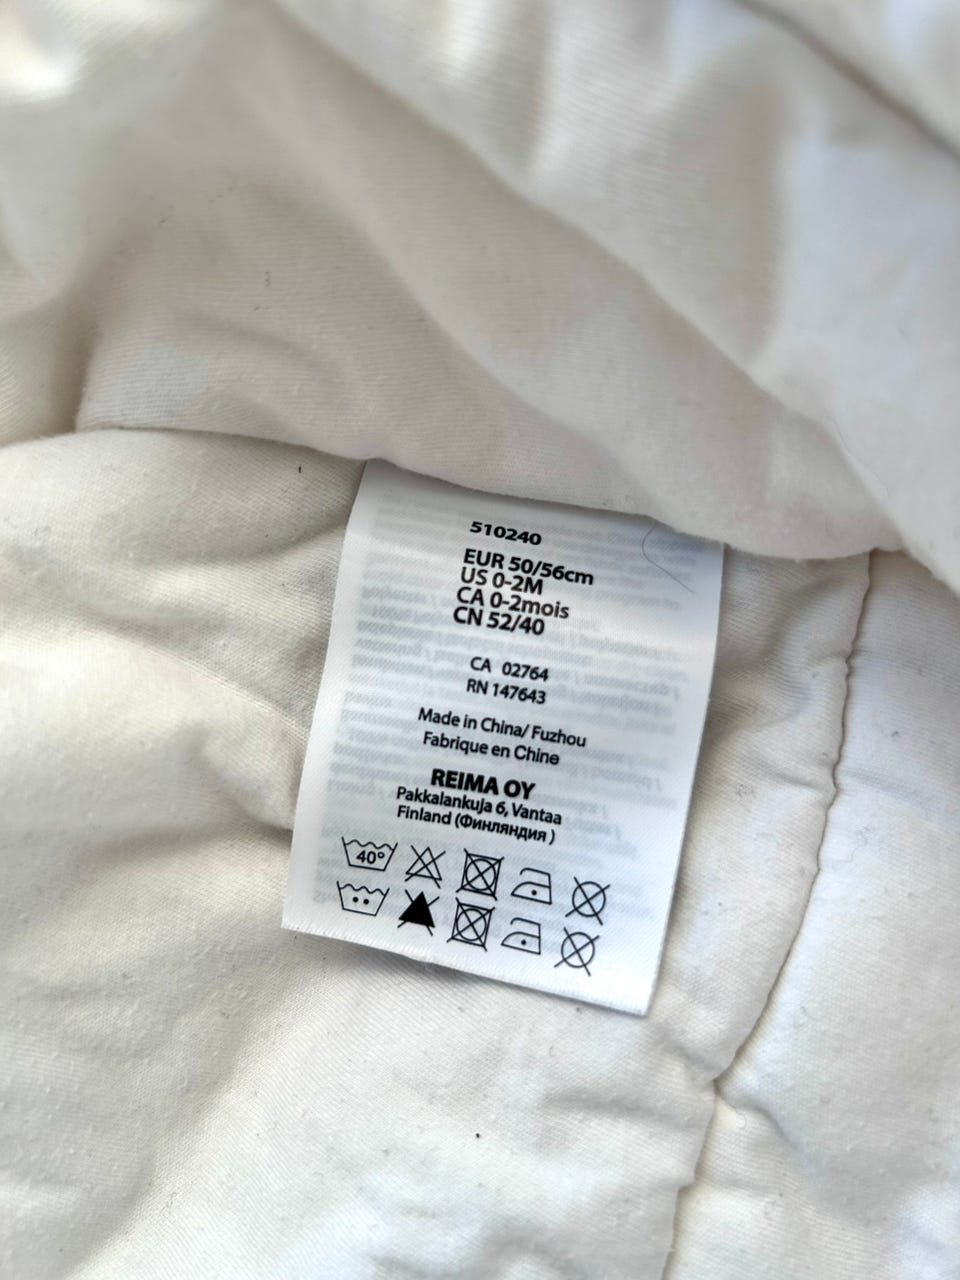 510240
EUR 50/56cm
US 0-2M
CA 0-2mois
CN 52/40
CA 02764
RN 147643
Made in China/ Fuzhou
Fabrique en Chine
REIMA OY
Pakkalankuja 6, Vantaa
Finland (Финляндия )
40°